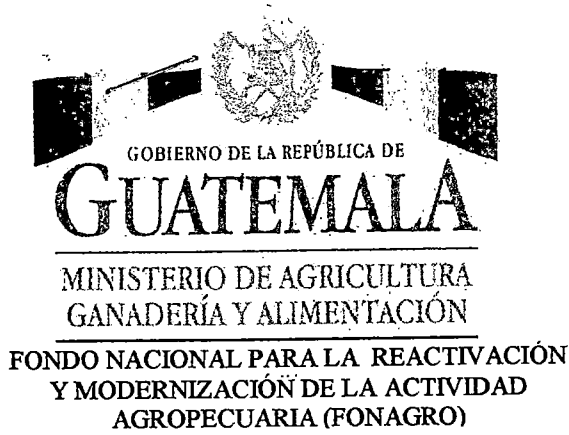 GOBIERNO DE LA REPÚBLICA DE
GUATEMALA
MINISTERIO DE AGRICULTURA
GANADERÍA Y ALIMENTACIÓN
FONDO NACIONAL PARA LA REACTIVACIÓN
Y MODERNIZACIÓN DE LA ACTIVIDAD
AGROPECUARIA (FONAGRO)